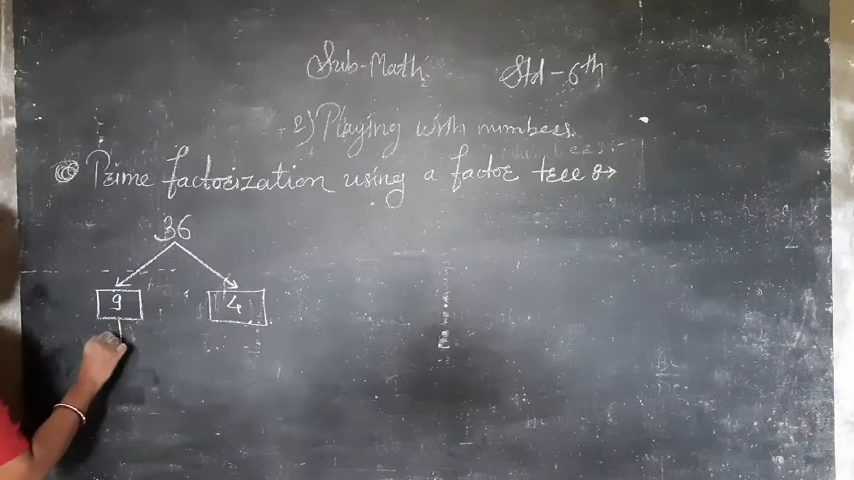 Sub-Math Std-6th
2) Playing with numbers
Prime factorization using a factor tree :→
36
9 4